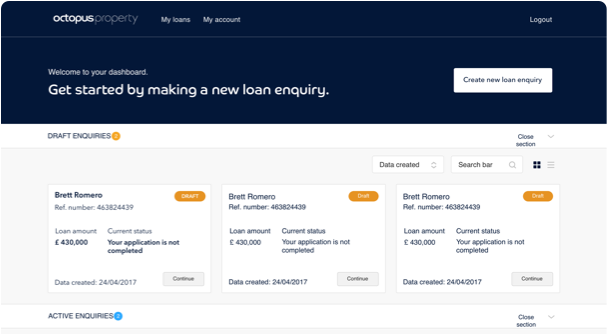 octopusproperty My loans My account Logout
Welcome to your dashboard.
Get started by making a new loan enquiry.
Create new loan enquiry
DRAFT ENQUIRIES
Close section
Data created Search bar
Brett Romero DRAFT
Ref. number: 463824439
Loan amount Current status
£ 430,000 Your application is not
completed
Data created: 24/04/2017 Continue
Brett Romero Draft
Ref. number: 463824439
Loan amount Current status
£ 430,000 Your application is not
completed
Data created: 24/04/2017 Continue
Brett Romero Draft
Ref. number: 463824439
Loan amount Current status
£ 430,000 Your application is not
completed
Data created: 24/04/2017 Continue
ACTIVE ENQUIRIES
Close section